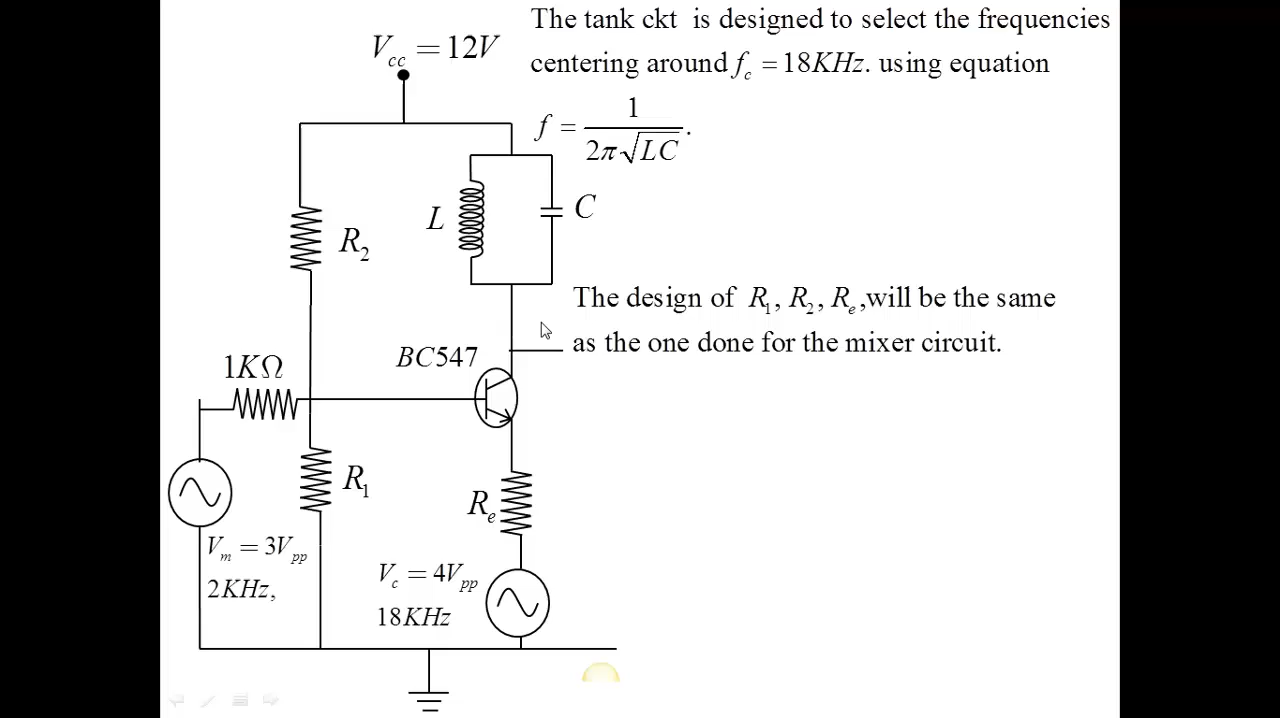 The tank ckt is designed to select the frequencies
centering around f_c = 18KHz. using equation
f = 1 / (2π√LC).
V_cc = 12V
L
C
R_2
The design of R_1, R_2, R_e,will be the same
as the one done for the mixer circuit.
BC547
1KΩ
R_1
R_e
V_m = 3V_pp
2KHz,
V_c = 4V_pp
18KHz